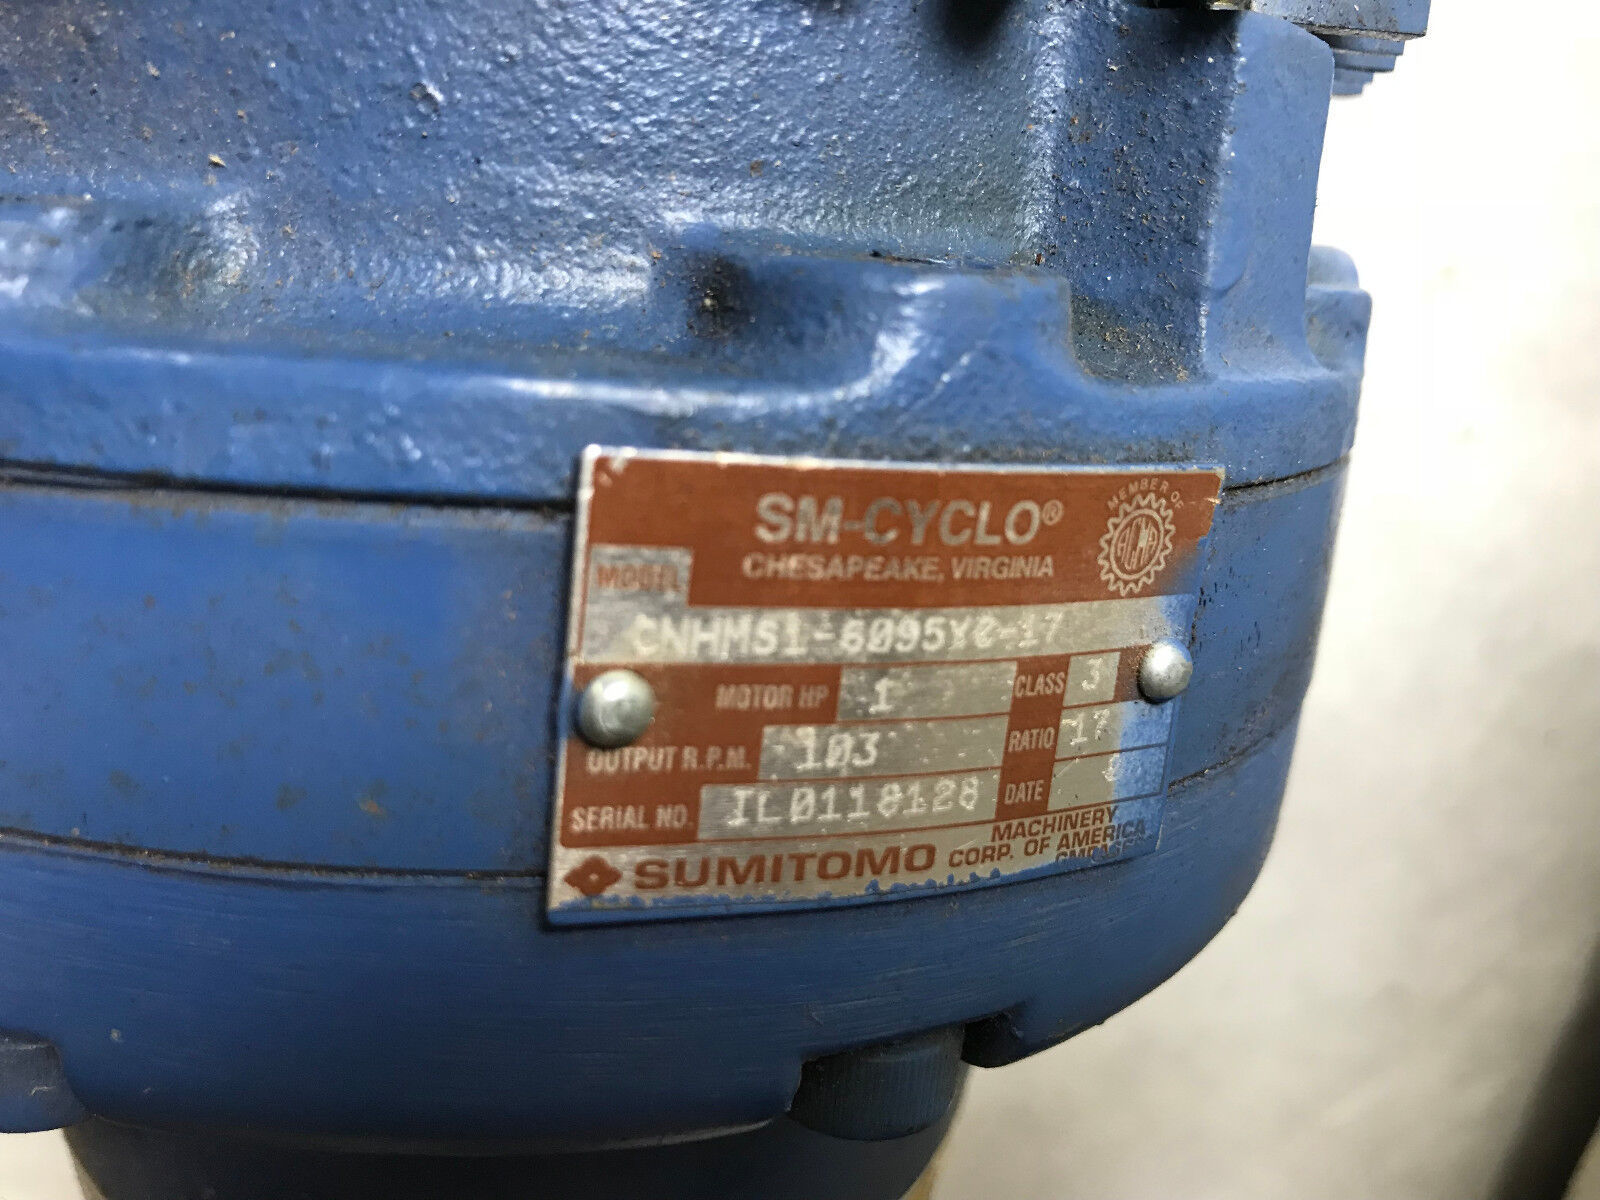 SM-CYCLO®
CHESAPEAKE, VIRGINIA
MEMBER OF
AGMA
MODEL
CNHMS1-6095YC-17
MOTOR HP 1 CLASS 3
OUTPUT R.P.M. 103 RATIO 17
SERIAL NO. IL0118128 DATE
SUMITOMO MACHINERY
CORP. OF AMERICA